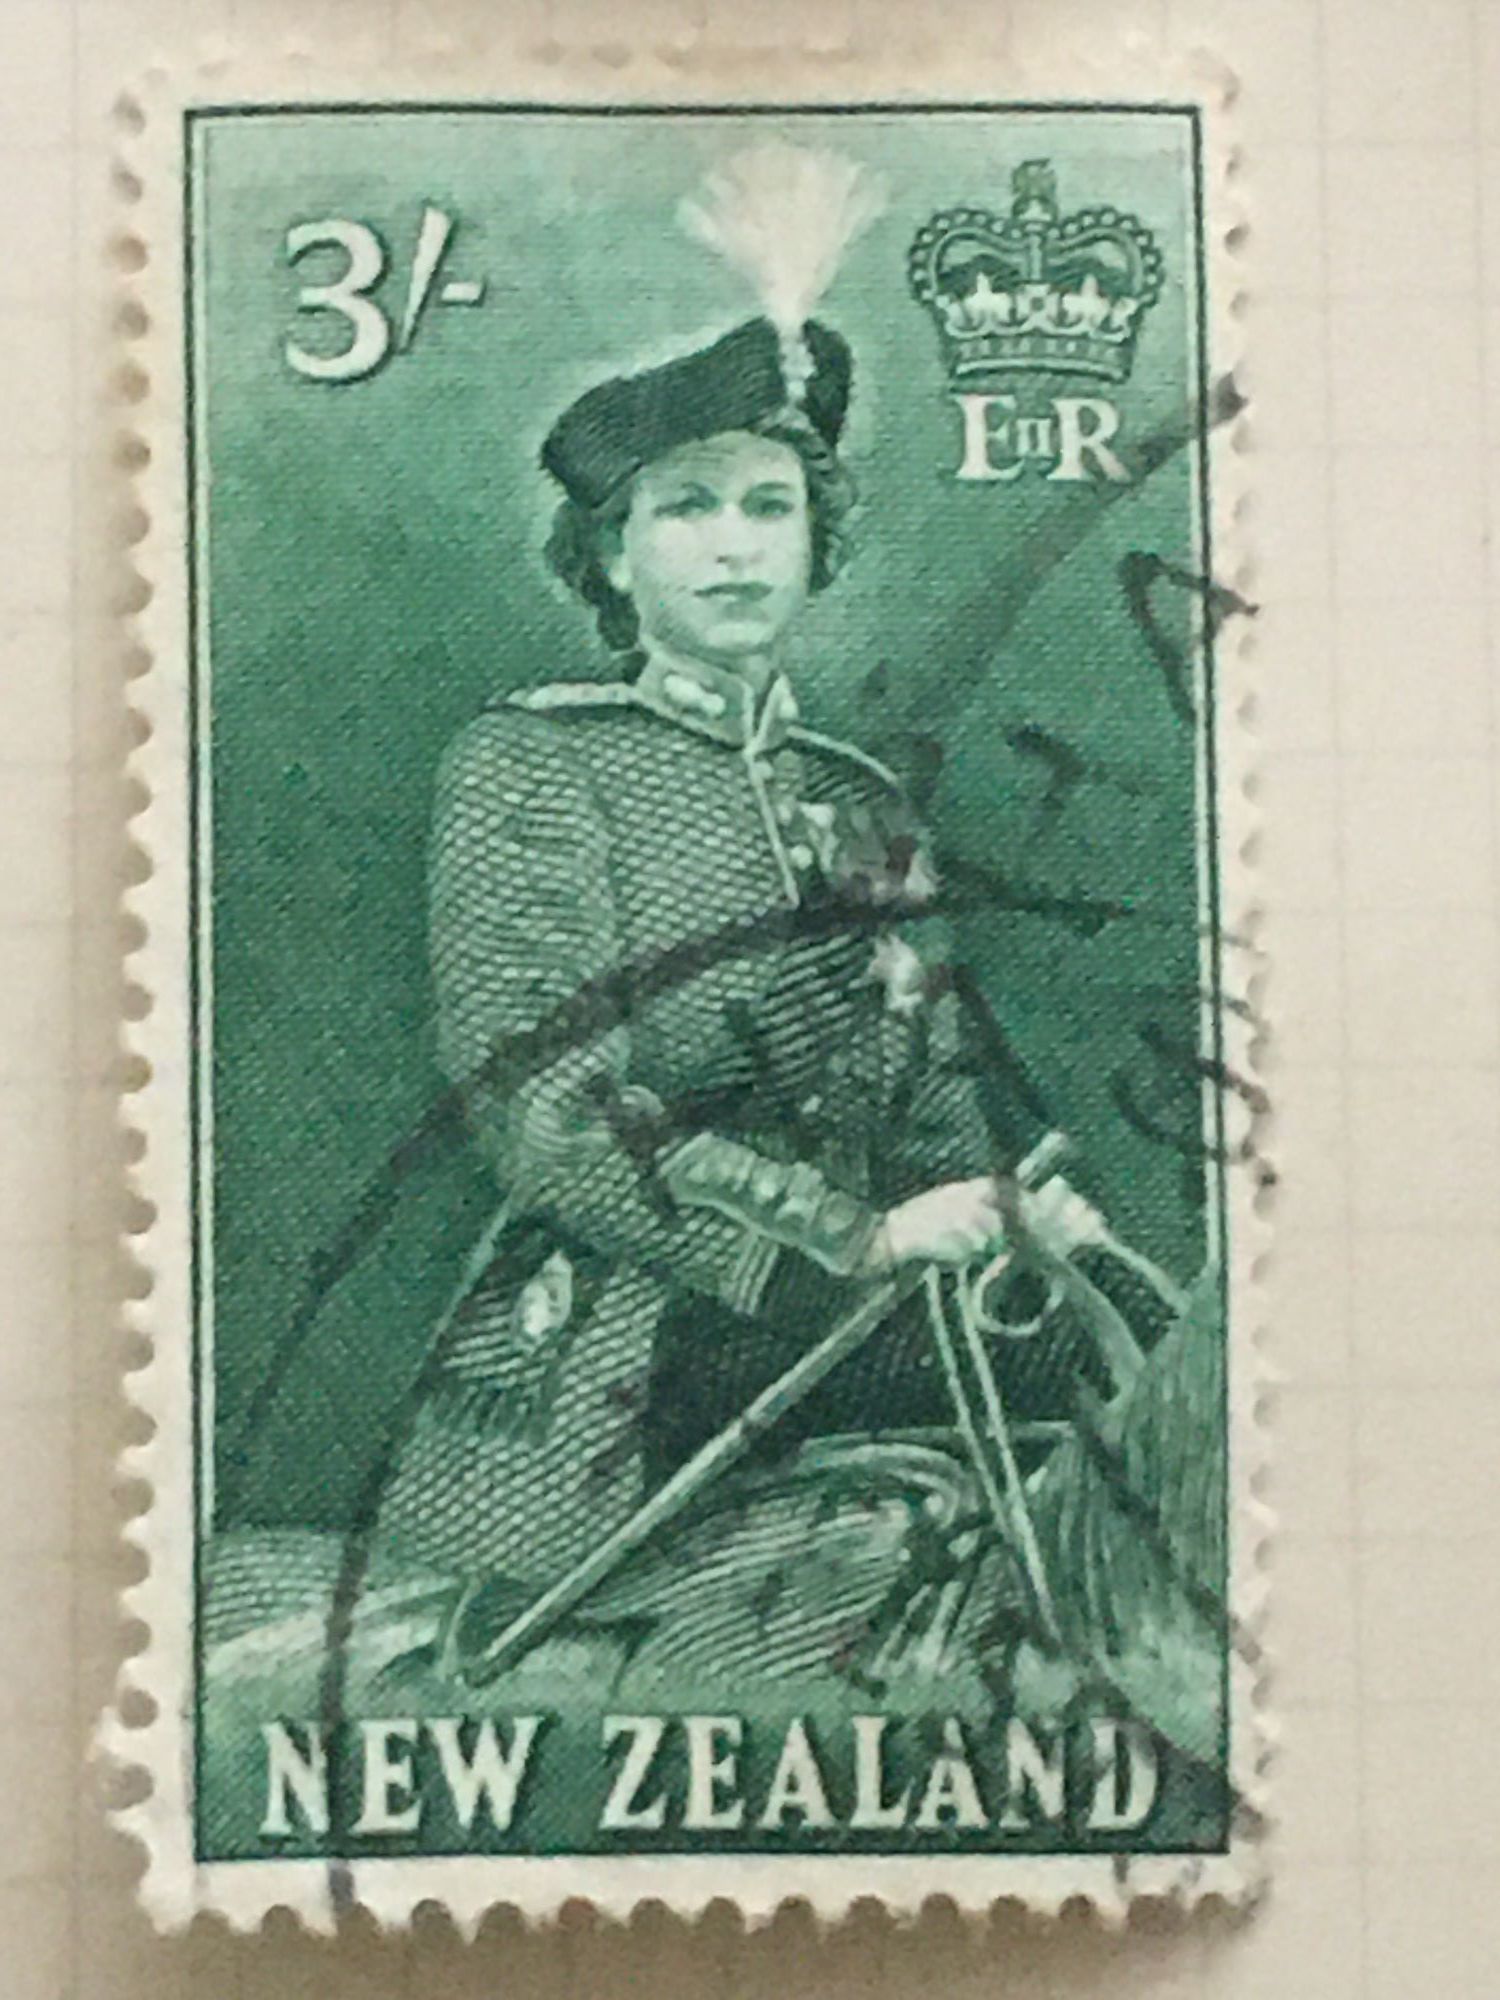 3/-
EIIR
NEW ZEALAND